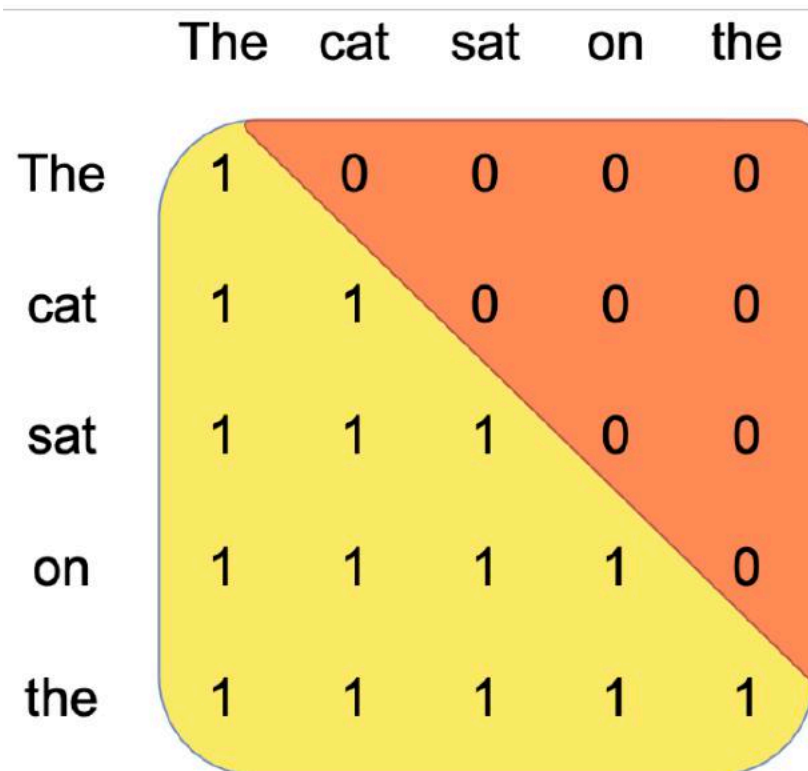 The cat sat on the
The 1 0 0 0 0
cat 1 1 0 0 0
sat 1 1 1 0 0
on 1 1 1 1 0
the 1 1 1 1 1